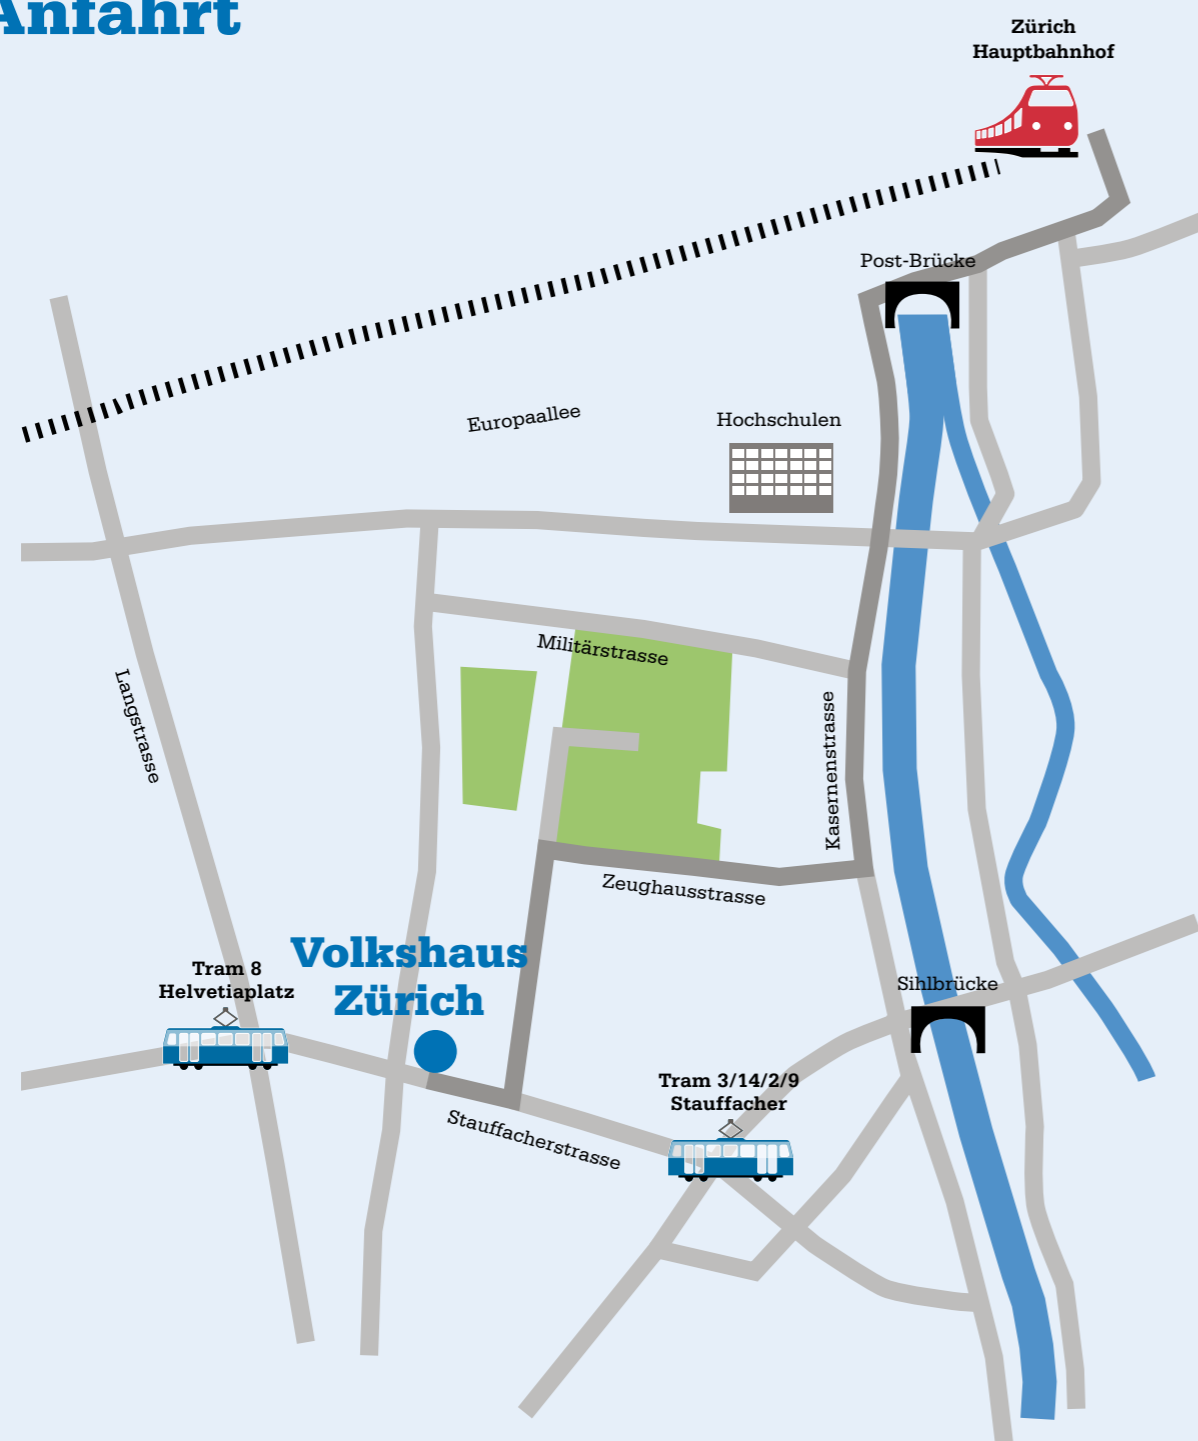 Anfahrt
Zürich
Hauptbahnhof
Post-Brücke
Europaallee
Hochschulen
Militärstrasse
Langstrasse
Kasernenstrasse
Zeughausstrasse
Volkshaus
Zürich
Tram 8
Helvetiaplatz
Sihlbrücke
Tram 3/14/2/9
Stauffacher
Stauffacherstrasse